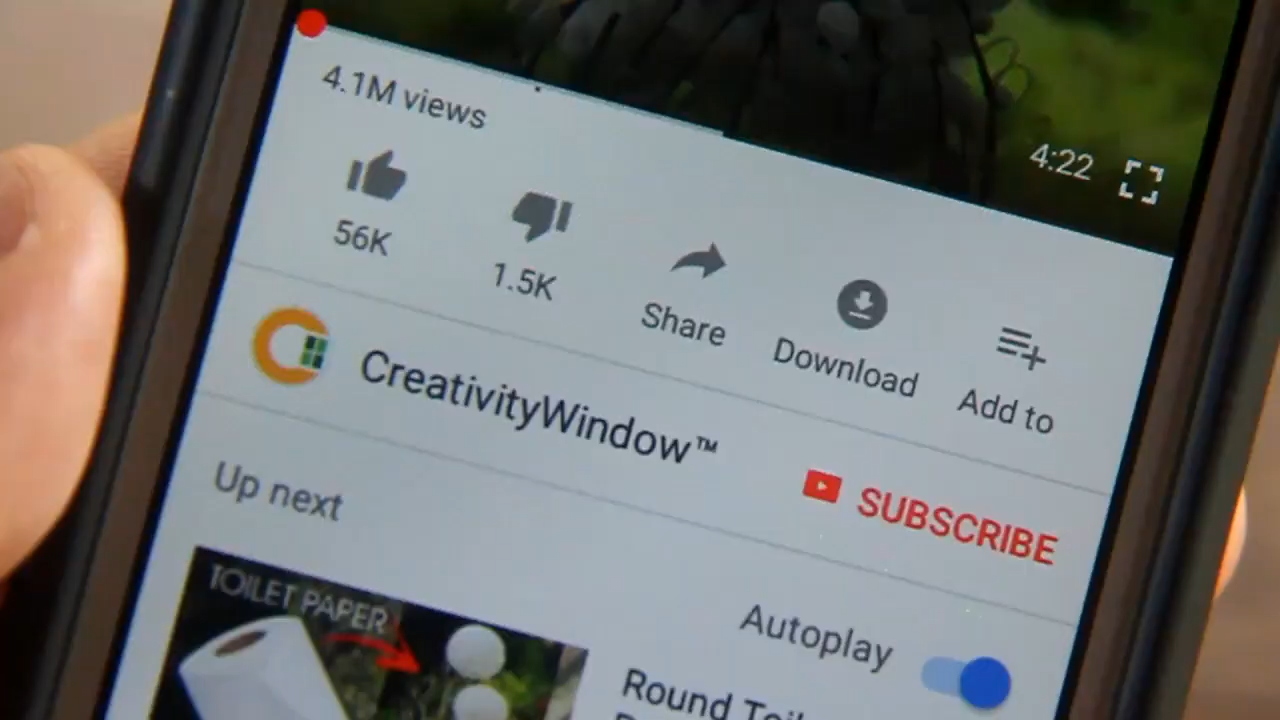 4:22
4.1M views
56K
1.5K
Share
Download
Add to
CreativityWindow™
SUBSCRIBE
Up next
Autoplay
TOILET PAPER
Round